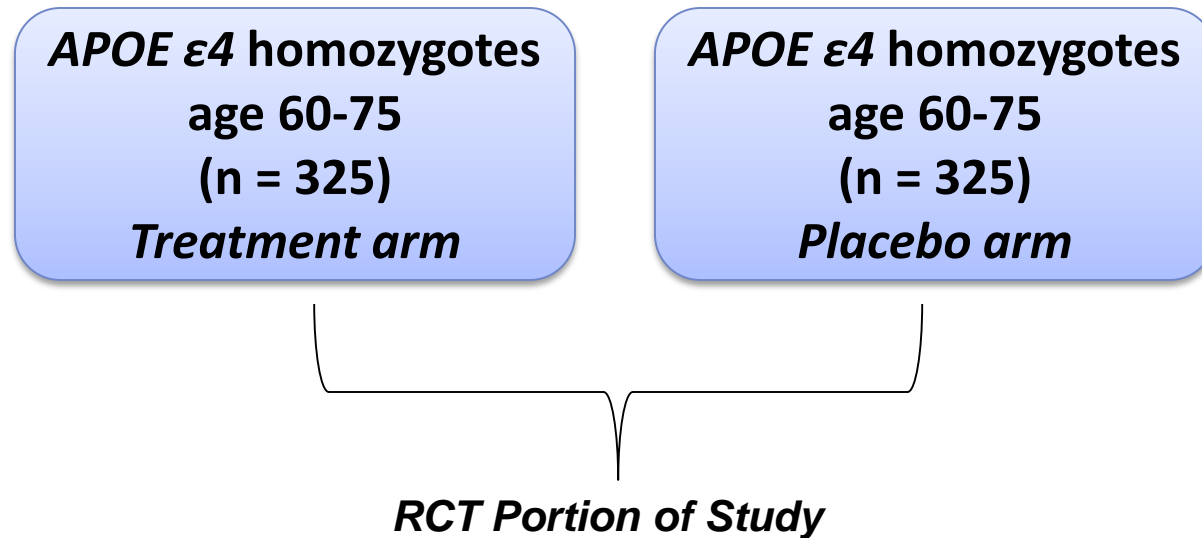 APOE ε4 homozygotes
age 60-75
(n = 325)
Treatment arm
APOE ε4 homozygotes
age 60-75
(n = 325)
Placebo arm
RCT Portion of Study